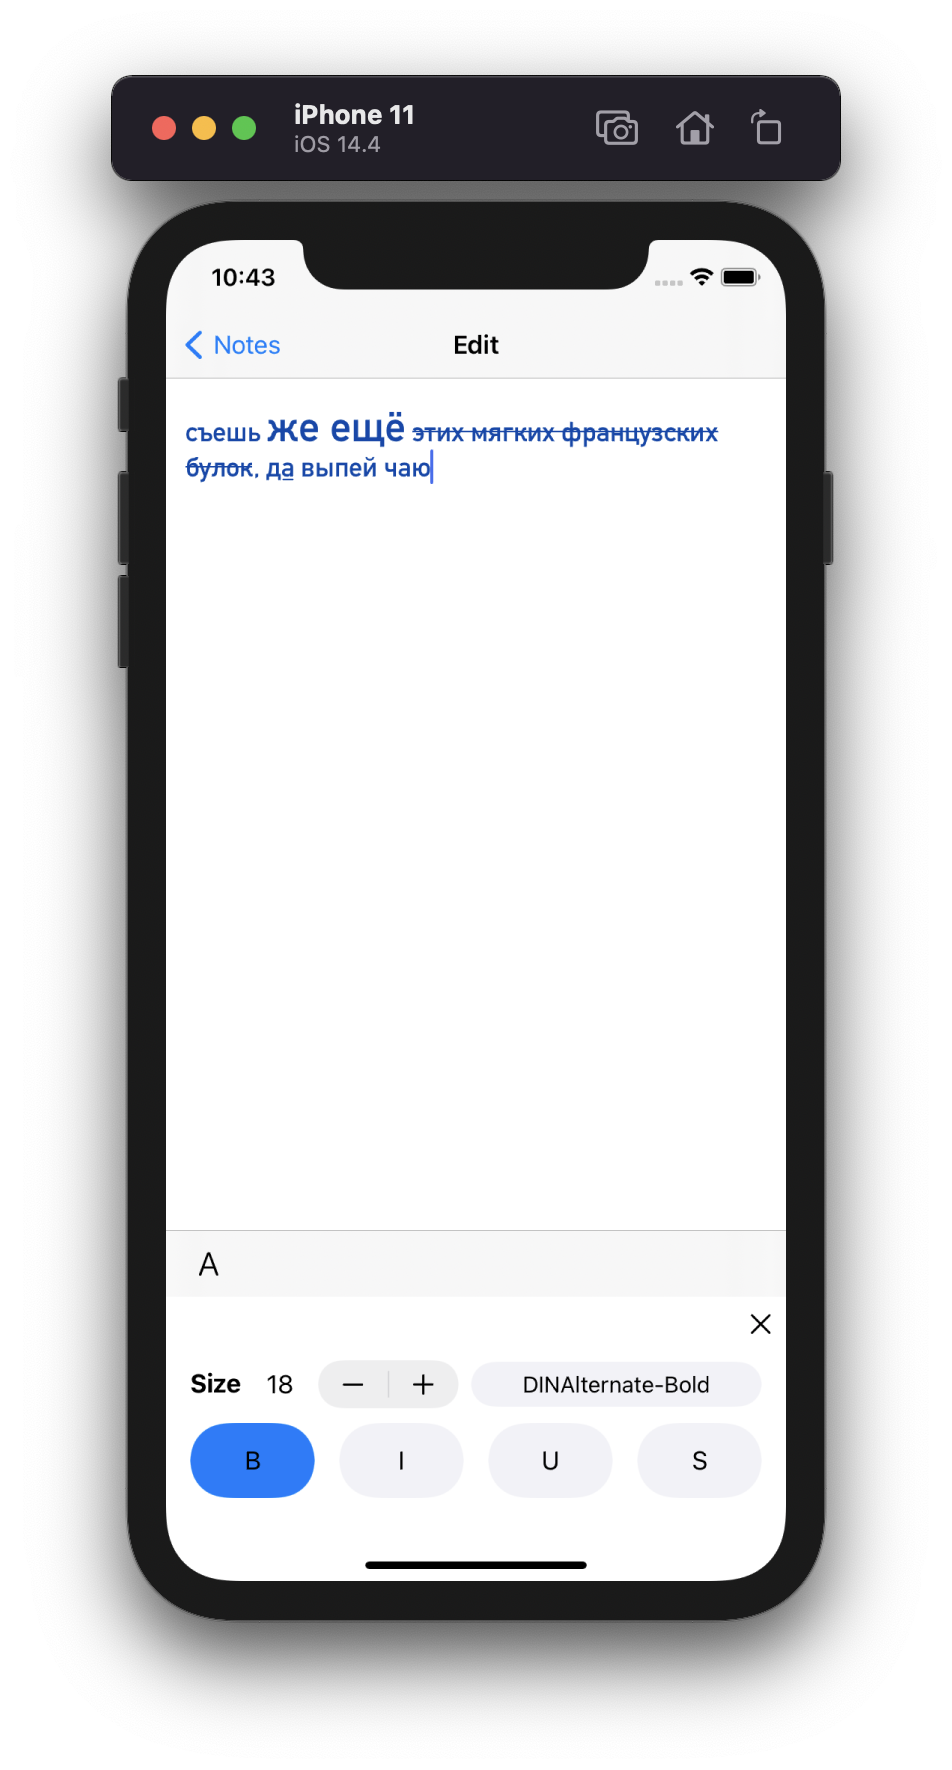 iPhone 11
iOS 14.4
10:43
Notes
Edit
съешь же ещё этих мягких французских
булок, да выпей чаю
A
Size 18 − + DINAlternate-Bold
B I U S